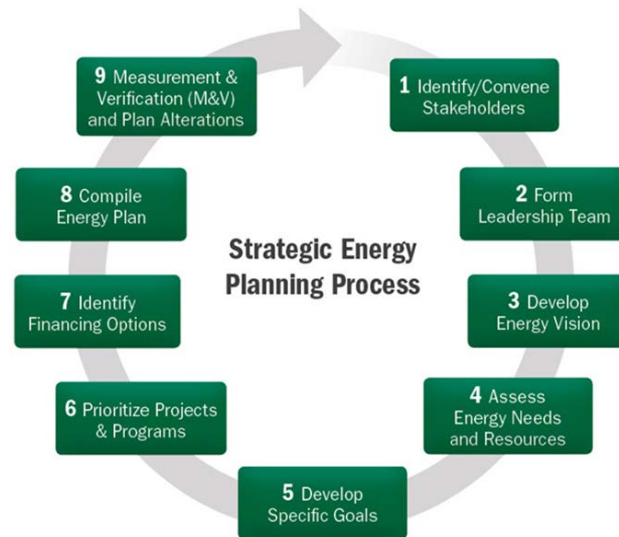 Strategic Energy
Planning Process
1 Identify/Convene
Stakeholders
2 Form
Leadership Team
3 Develop
Energy Vision
4 Assess
Energy Needs
and Resources
5 Develop
Specific Goals
6 Prioritize Projects
& Programs
7 Identify
Financing Options
8 Compile
Energy Plan
9 Measurement &
Verification (M&V)
and Plan Alterations